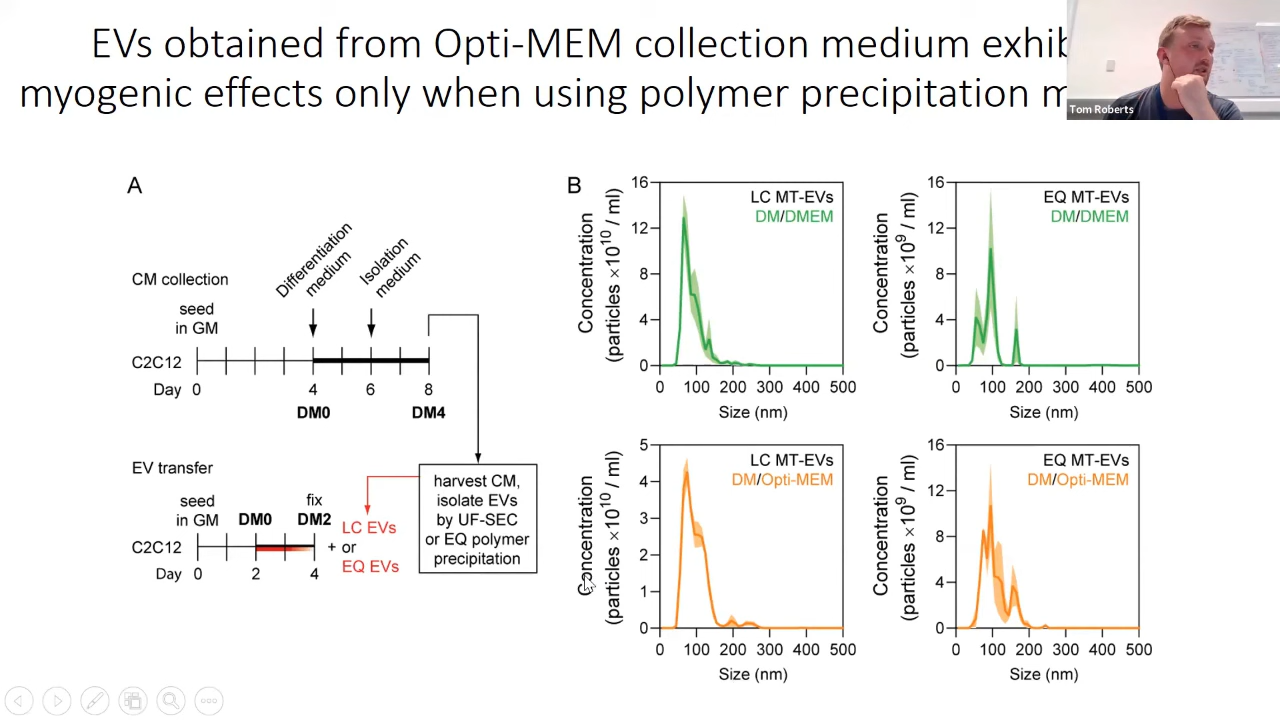 EVs obtained from Opti-MEM collection medium
myogenic effects only when using polymer precipitation
Tom Roberts
A
CM collection
Differentiation
medium
Isolation
medium
seed
in GM
C2C12
Day 0 4 6 8
DM0 DM4
EV transfer
seed
in GM DM0
fix
DM2
C2C12
Day 0 2 4
+ or
LC EVs
EQ EVs
harvest CM,
isolate EVs
by UF-SEC
or EQ polymer
precipitation
B
LC MT-EVs
DM/DMEM
Concentration
(particles ×10¹⁰ / ml)
16
12
8
4
0
0 100 200 300 400 500
Size (nm)
EQ MT-EVs
DM/DMEM
Concentration
(particles ×10⁹ / ml)
16
12
8
4
0
0 100 200 300 400 500
Size (nm)
LC MT-EVs
DM/Opti-MEM
Concentration
(particles ×10¹⁰ / ml)
5
4
3
2
1
0
0 100 200 300 400 500
Size (nm)
EQ MT-EVs
DM/Opti-MEM
Concentration
(particles ×10⁹ / ml)
16
12
8
4
0
0 100 200 300 400 500
Size (nm)